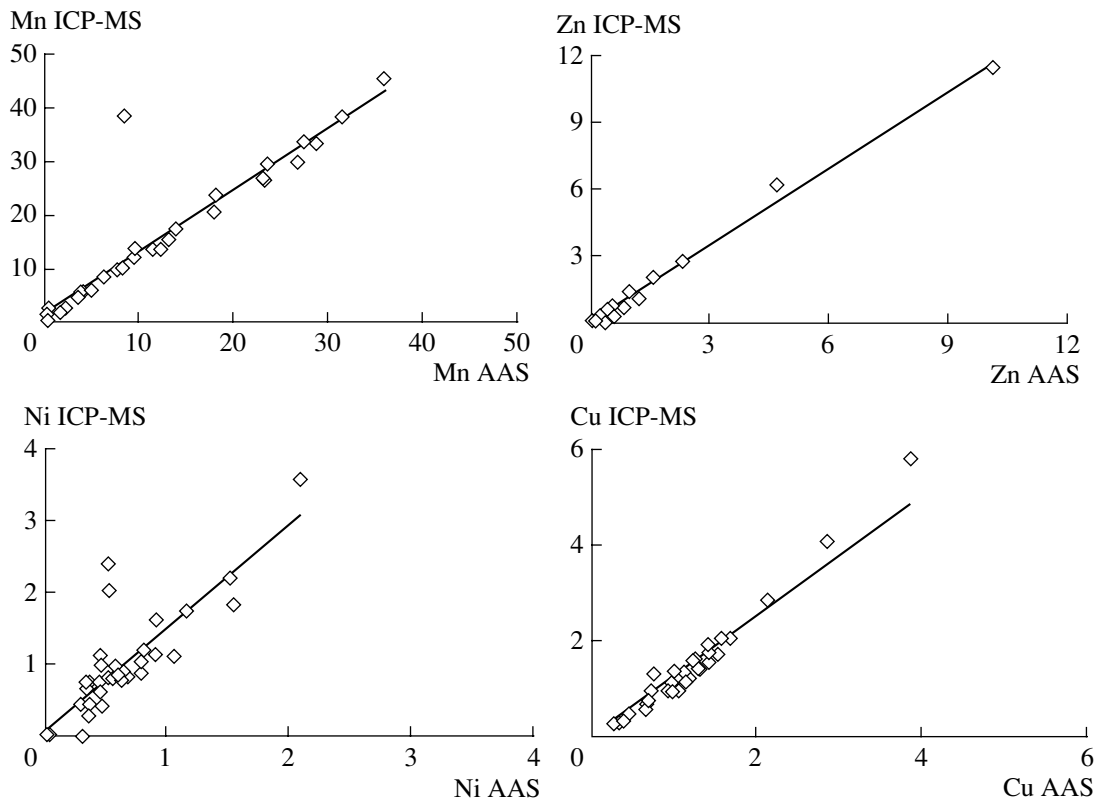 Mn ICP-MS
50
40
30
20
10
0
10 20 30 40 50
Mn AAS
Zn ICP-MS
12
9
6
3
0
3 6 9 12
Zn AAS
Ni ICP-MS
4
3
2
1
0
1 2 3 4
Ni AAS
Cu ICP-MS
6
4
2
0
2 4 6
Cu AAS